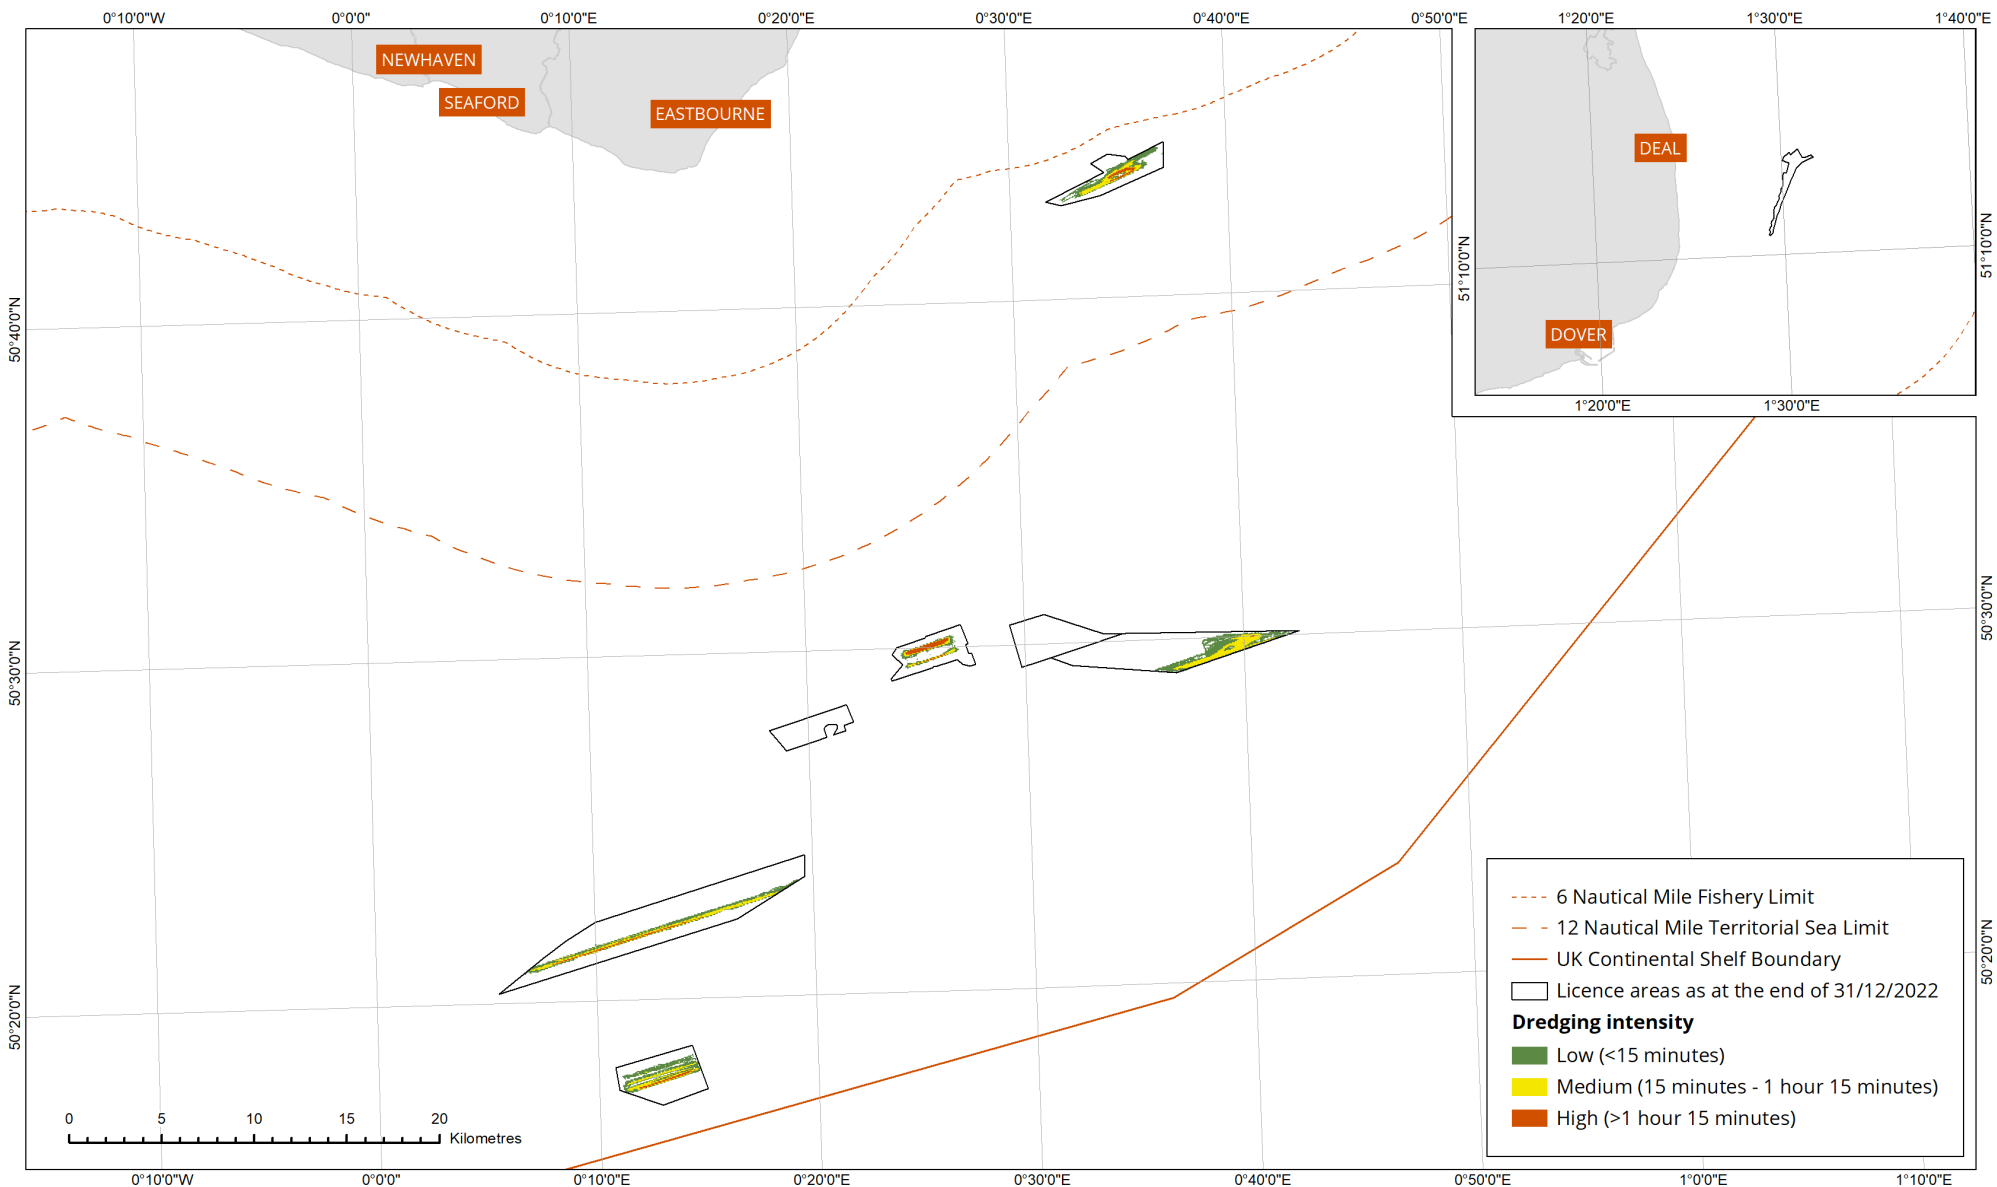 0°10'0"W 0°0'0" 0°10'0"E 0°20'0"E 0°30'0"E 0°40'0"E 0°50'0"E 1°20'0"E 1°30'0"E 1°40'0"E
NEWHAVEN
SEAFORD
EASTBOURNE
DEAL
DOVER
51°10'0"N
51°10'0"N
1°20'0"E 1°30'0"E
50°40'0"N
50°30'0"N
50°30'0"N
50°20'0"N
50°20'0"N
6 Nautical Mile Fishery Limit
12 Nautical Mile Territorial Sea Limit
UK Continental Shelf Boundary
Licence areas as at the end of 31/12/2022
Dredging intensity
Low (<15 minutes)
Medium (15 minutes - 1 hour 15 minutes)
High (>1 hour 15 minutes)
0 5 10 15 20
Kilometres
0°10'0"W 0°0'0" 0°10'0"E 0°20'0"E 0°30'0"E 0°40'0"E 0°50'0"E 1°0'0"E 1°10'0"E